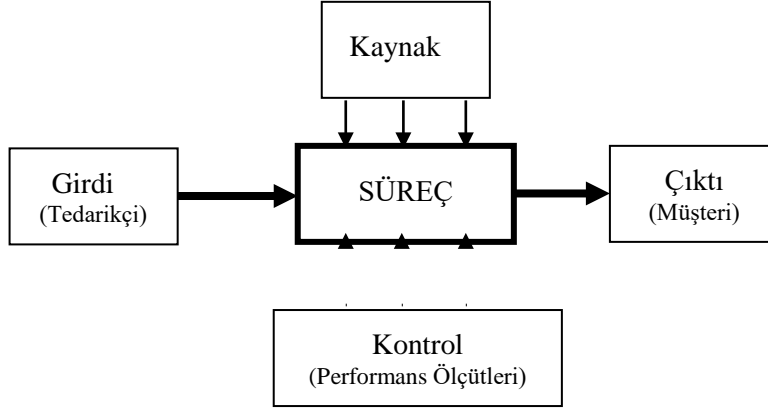 Kaynak
Girdi
(Tedarikçi)
SÜREÇ
Çıktı
(Müşteri)
Kontrol
(Performans Ölçütleri)